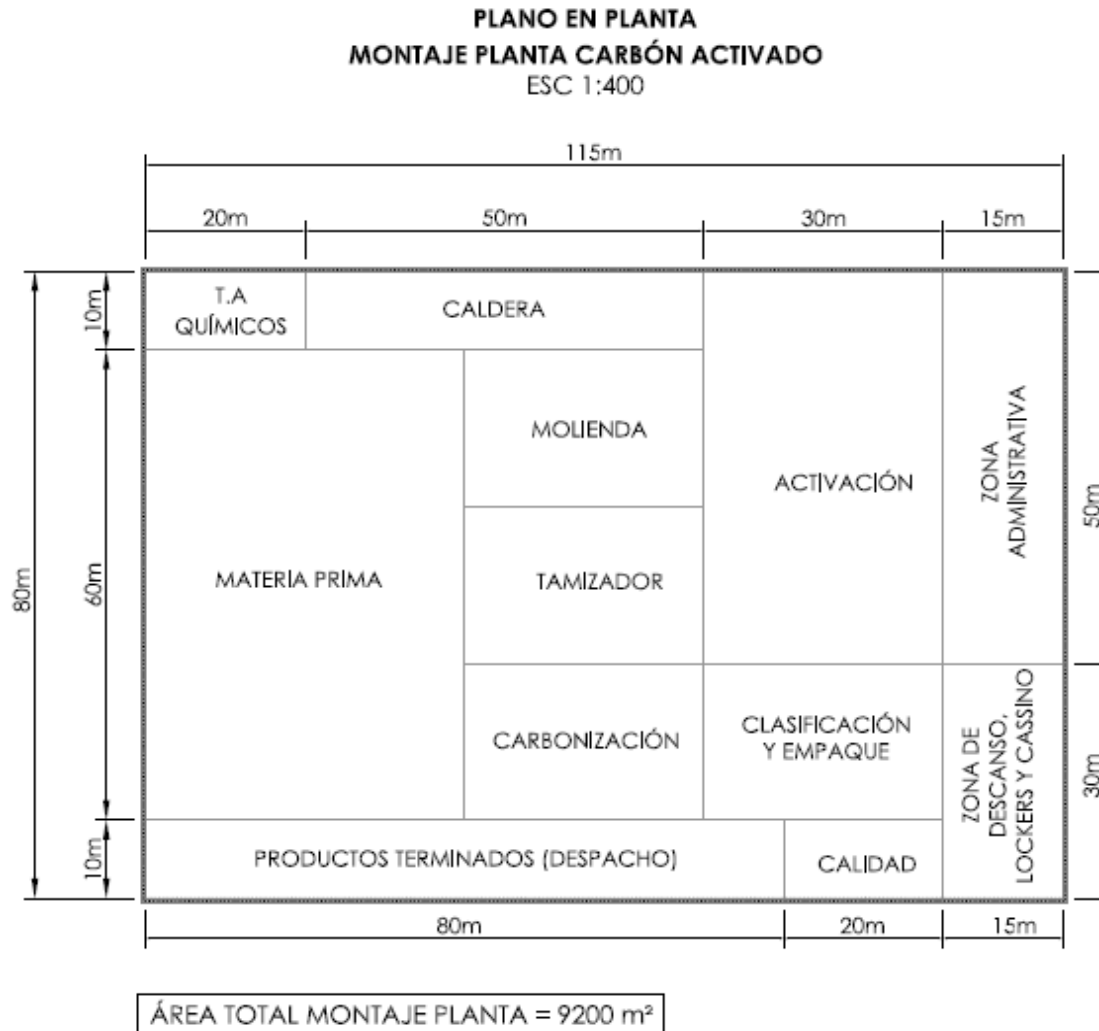 PLANO EN PLANTA
MONTAJE PLANTA CARBÓN ACTIVADO
ESC 1:400
115m
20m
50m
30m
15m
80m
10m
60m
10m
T.A
QUÍMICOS
CALDERA
MOLIENDA
ACTIVACIÓN
ZONA
ADMINISTRATIVA
50m
MATERIA PRIMA
TAMIZADOR
CARBONIZACIÓN
CLASIFICACIÓN
Y EMPAQUE
ZONA DE
DESCANSO,
LOCKERS Y CASSINO
30m
PRODUCTOS TERMINADOS (DESPACHO)
CALIDAD
80m
20m
15m
ÁREA TOTAL MONTAJE PLANTA = 9200 m²